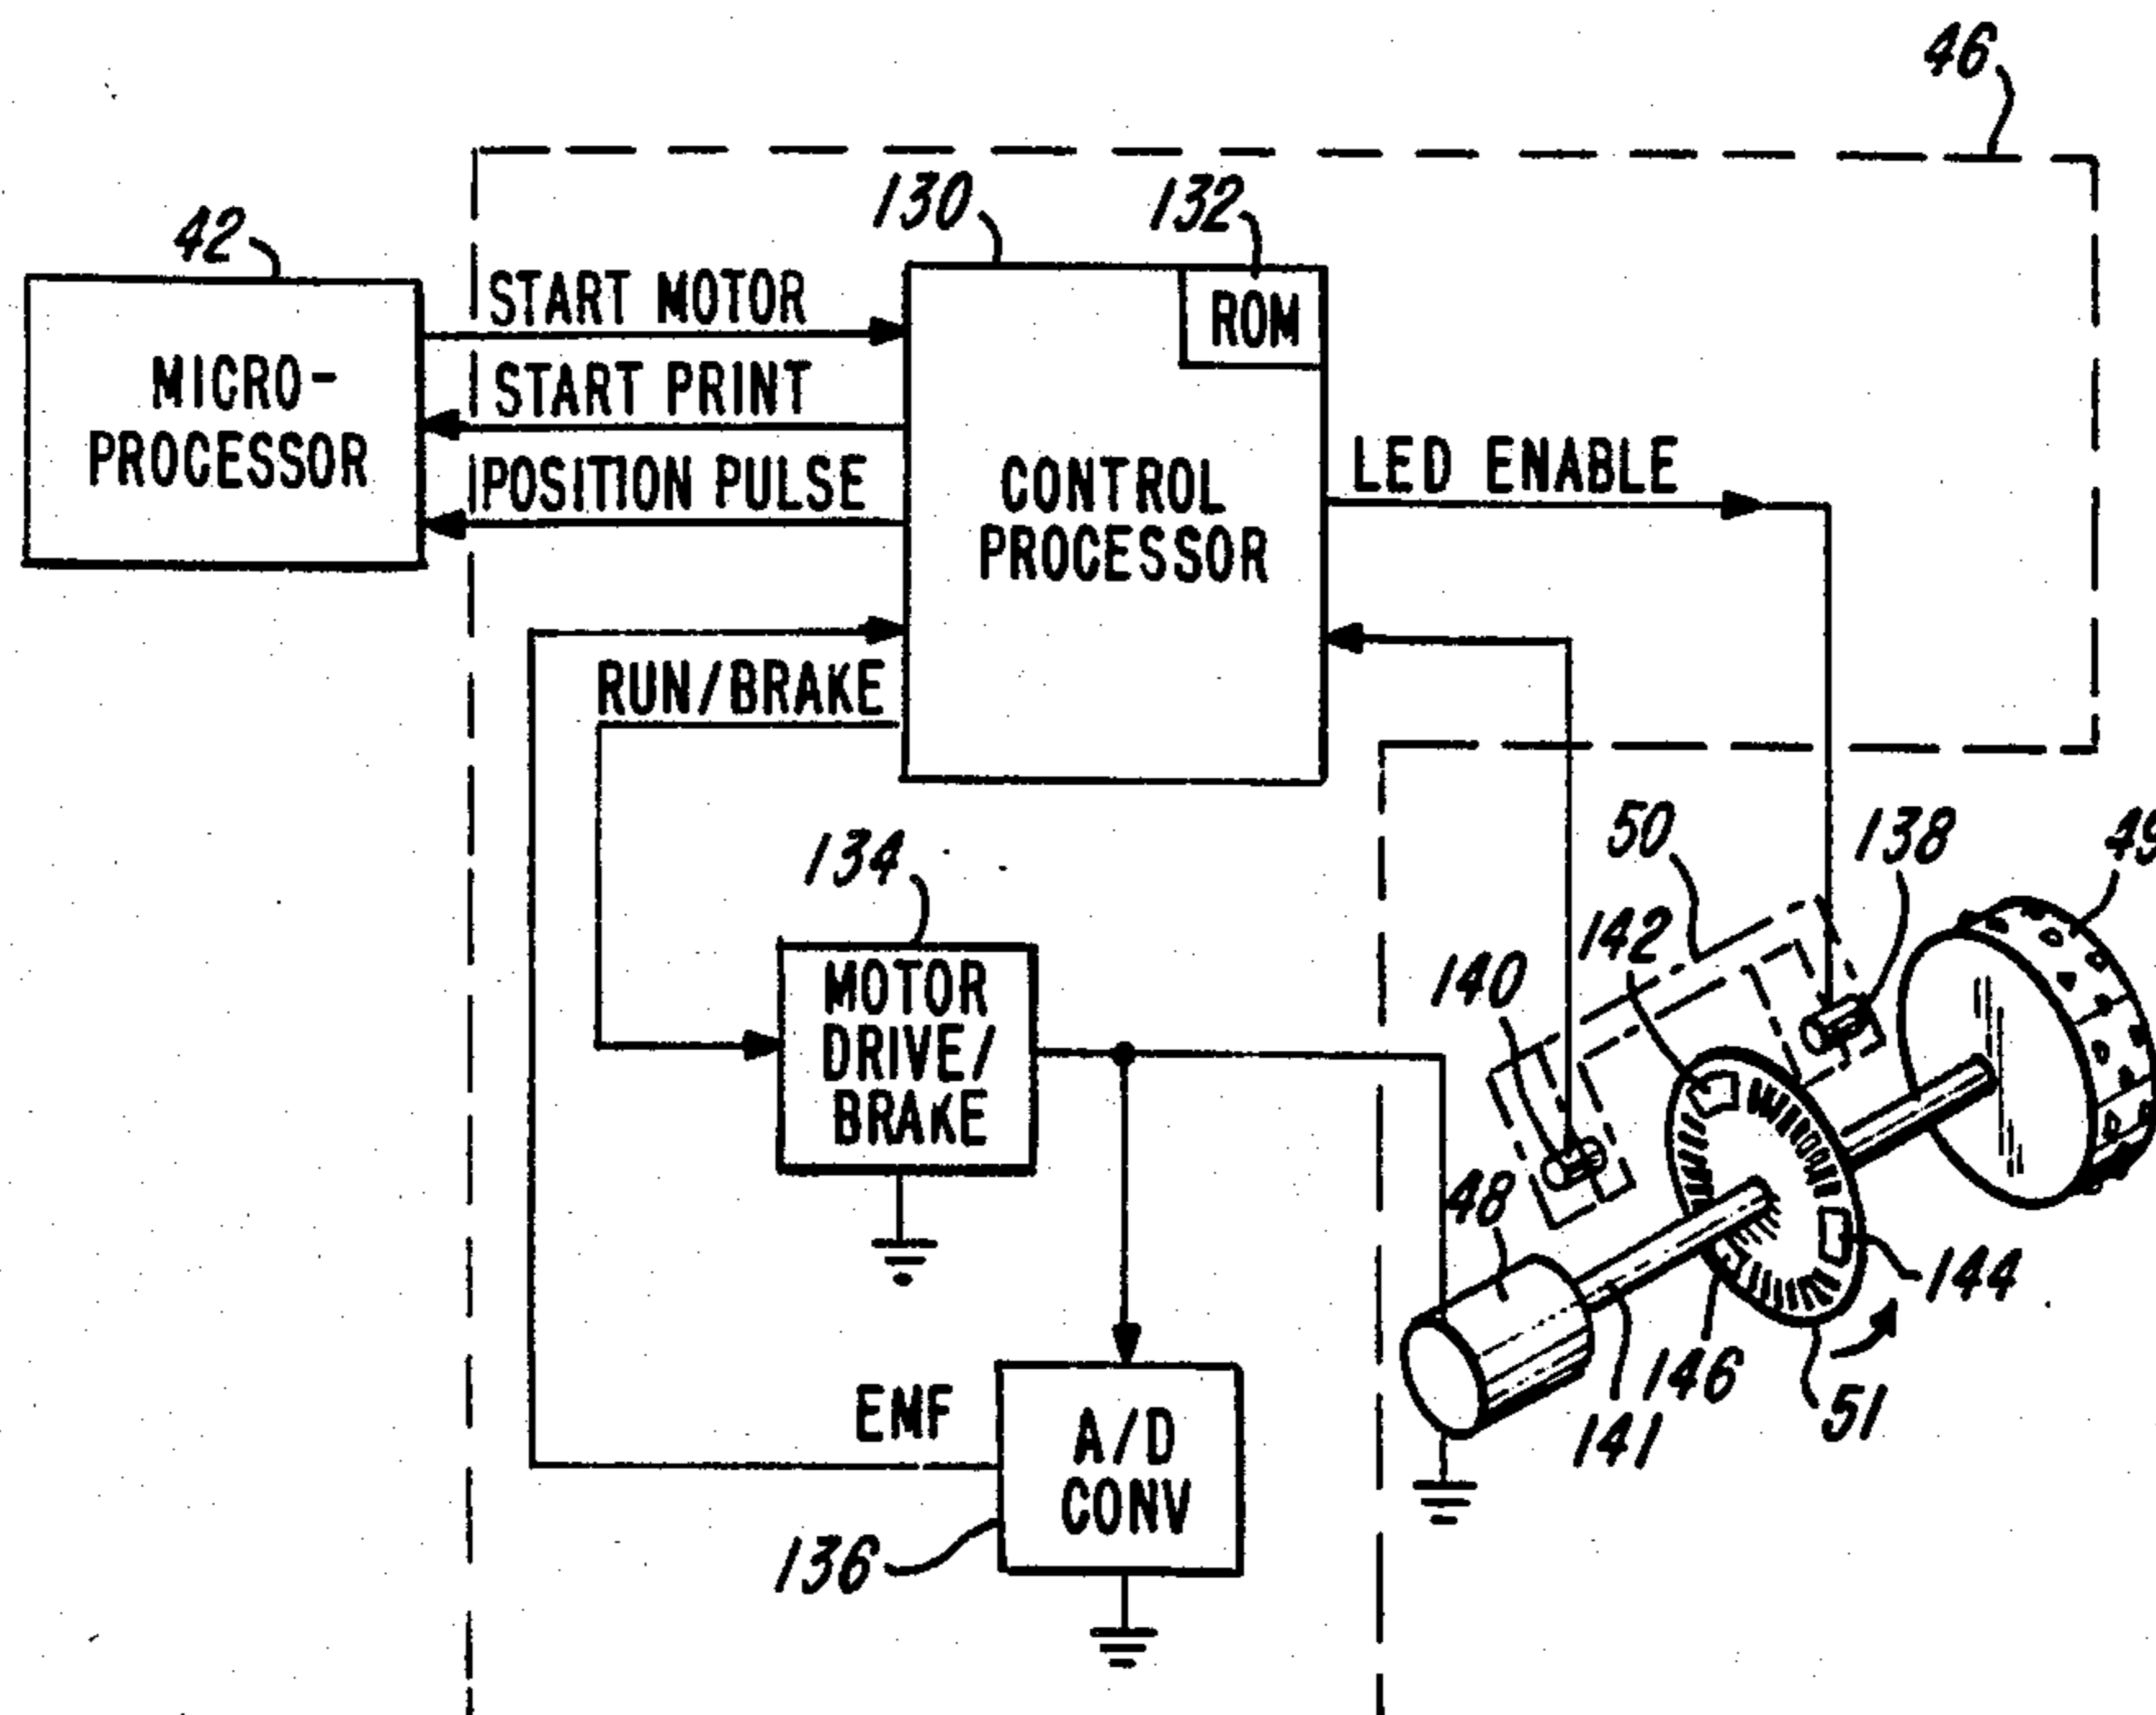 46
130
132
42
START MOTOR
ROM
MICRO-
PROCESSOR
START PRINT
POSITION PULSE
CONTROL
PROCESSOR
LED ENABLE
RUN/BRAKE
134
50
138
49
142
140
MOTOR
DRIVE/
BRAKE
48
144
146
51
141
EMF
A/D
CONV
136